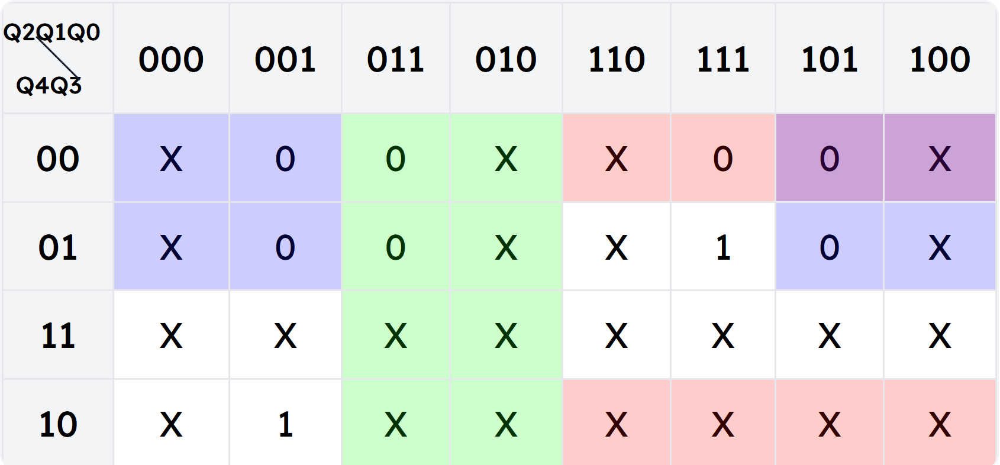 Q2Q1Q0
Q4Q3
000 001 011 010 110 111 101 100
00 X 0 0 X X 0 0 X
01 X 0 0 X X 1 0 X
11 X X X X X X X X
10 X 1 X X X X X X